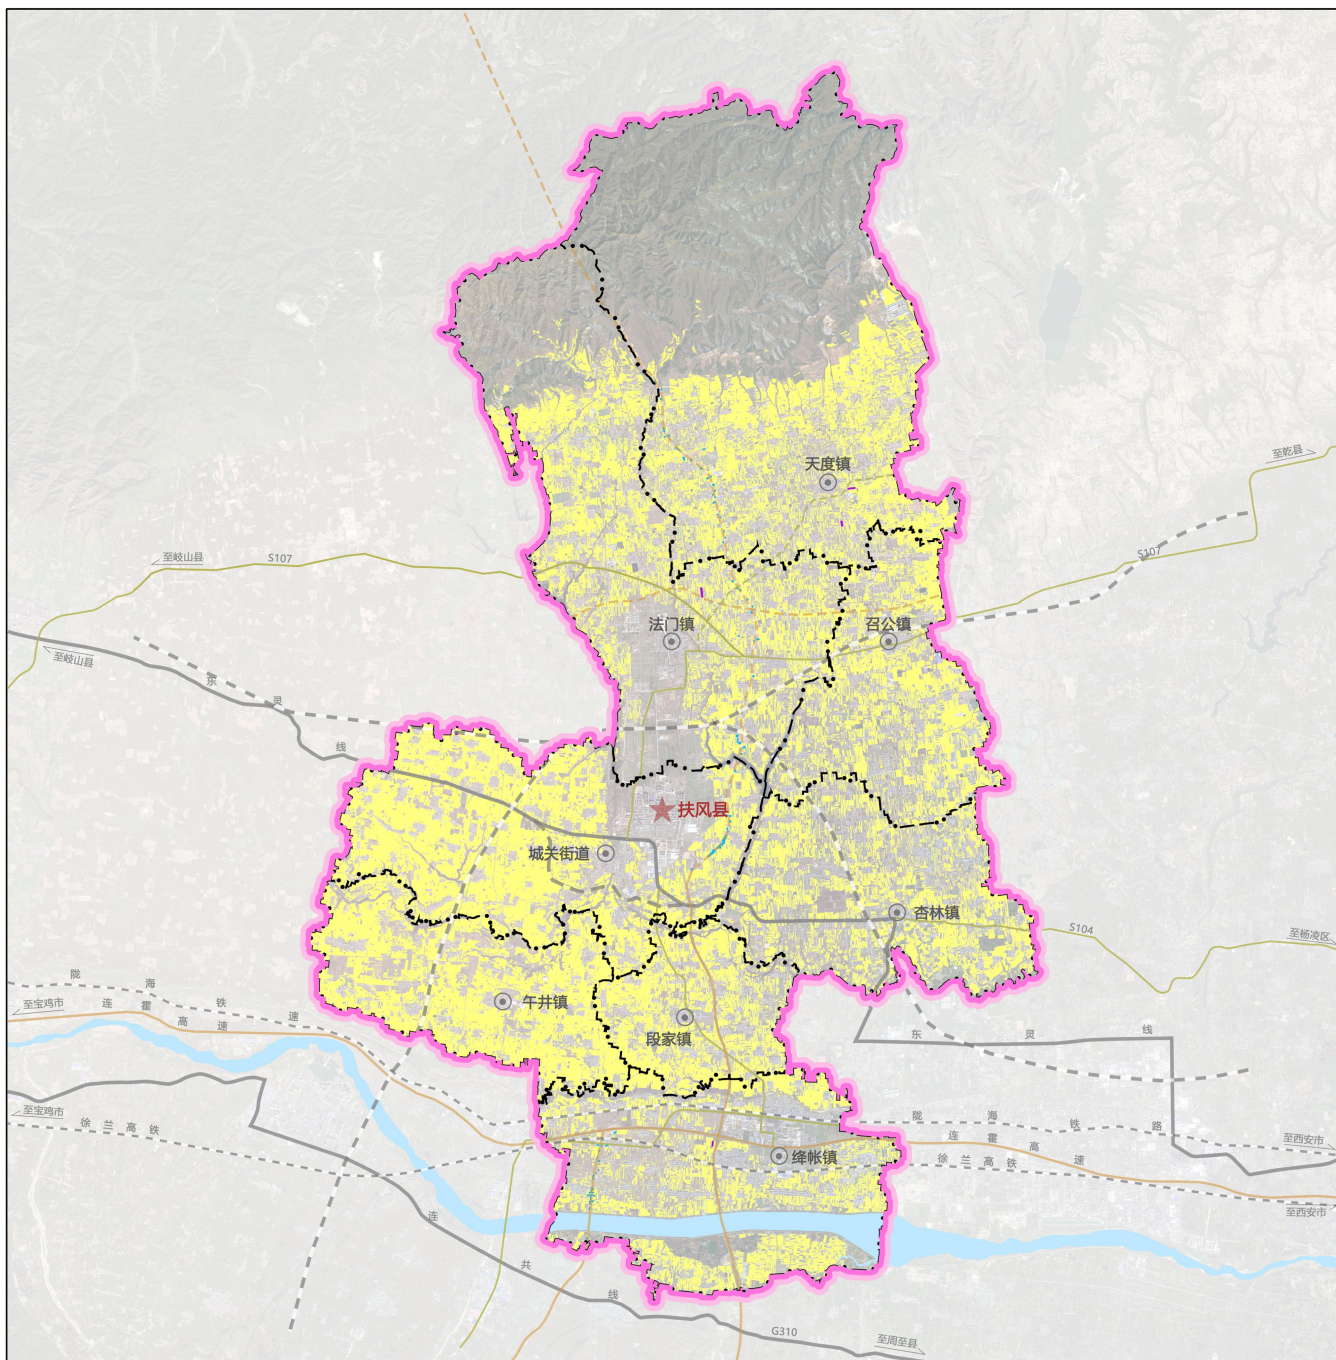 至乾县
天度镇
S107
至岐山县
S107
法门镇
召公镇
至岐山县
东
灵
线
扶风县
城关街道
杏林镇
S104
至杨凌区
陇
海
铁
至宝鸡市
连
霍
高
速
速
午井镇
段家镇
东
灵
线
至宝鸡市
徐
兰
高
铁
陇
海
铁
路
连
霍
高
速
至西安市
绛帐镇
徐
兰
高
铁
至西安市
连
共
线
G310
至周至县